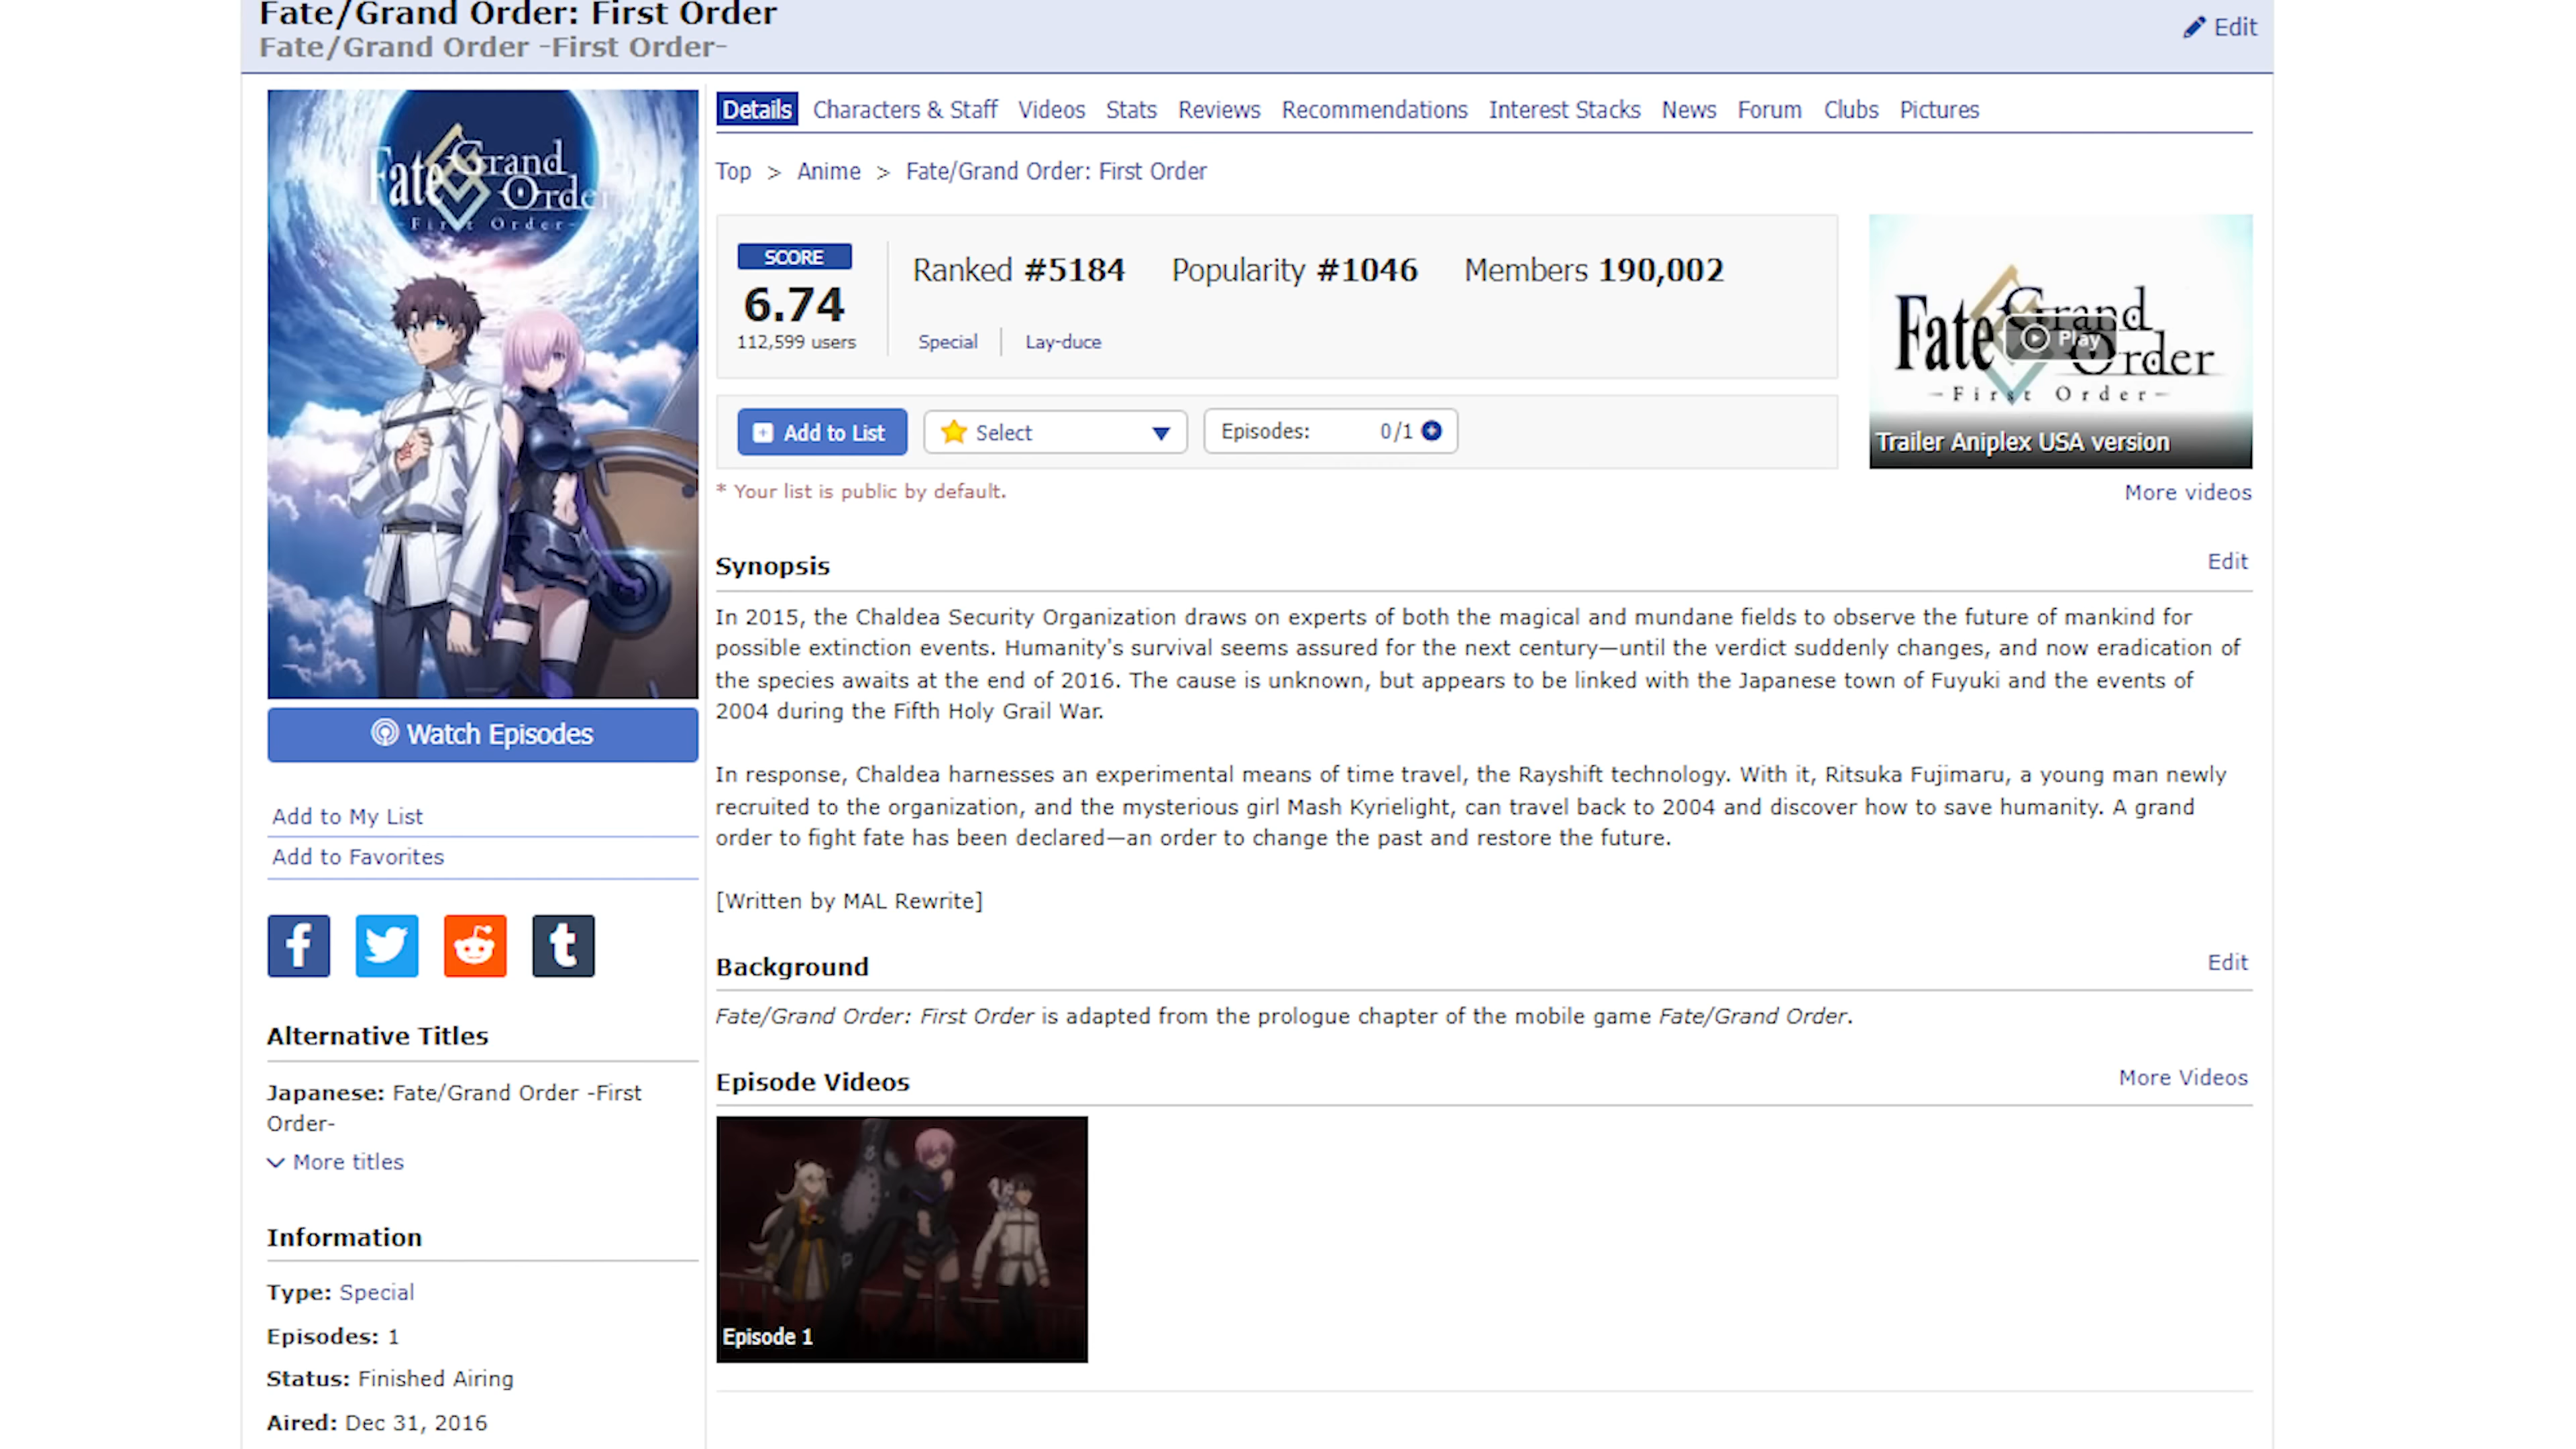 Fate/Grand Order: First Order
Fate/Grand Order -First Order-
Edit
Fate Grand Order
-First Order-
Watch Episodes
Add to My List
Add to Favorites
f
t
Alternative Titles
Japanese: Fate/Grand Order -First
Order-
More titles
Information
Type: Special
Episodes: 1
Status: Finished Airing
Aired: Dec 31, 2016
Details Characters & Staff Videos Stats Reviews Recommendations Interest Stacks News Forum Clubs Pictures
Top > Anime > Fate/Grand Order: First Order
SCORE
6.74
112,599 users
Ranked #5184 Popularity #1046 Members 190,002
Special Lay-duce
Add to List Select Episodes: 0/1
* Your list is public by default.
Fate Grand Order
-First Order-
Play
Trailer Aniplex USA version
More videos
Synopsis Edit
In 2015, the Chaldea Security Organization draws on experts of both the magical and mundane fields to observe the future of mankind for
possible extinction events. Humanity's survival seems assured for the next century—until the verdict suddenly changes, and now eradication of
the species awaits at the end of 2016. The cause is unknown, but appears to be linked with the Japanese town of Fuyuki and the events of
2004 during the Fifth Holy Grail War.
In response, Chaldea harnesses an experimental means of time travel, the Rayshift technology. With it, Ritsuka Fujimaru, a young man newly
recruited to the organization, and the mysterious girl Mash Kyrielight, can travel back to 2004 and discover how to save humanity. A grand
order to fight fate has been declared—an order to change the past and restore the future.
[Written by MAL Rewrite]
Background Edit
Fate/Grand Order: First Order is adapted from the prologue chapter of the mobile game Fate/Grand Order.
Episode Videos More Videos
Episode 1